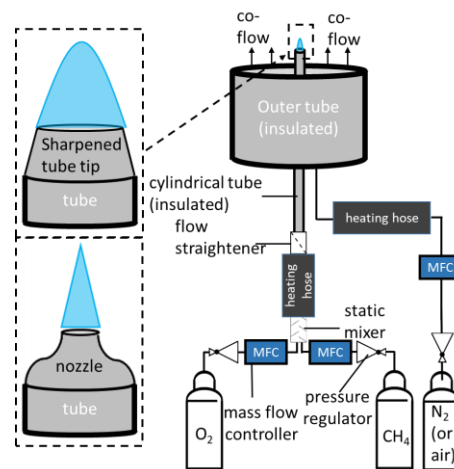 co-
flow
co-
flow
Sharpened
tube tip
tube
nozzle
tube
Outer tube
(insulated)
cylindrical tube
(insulated)
flow
straightener
heating hose
heating hose
MFC
static
mixer
MFC
MFC
mass flow
controller
pressure
regulator
O2
CH4
N2
(or
air)